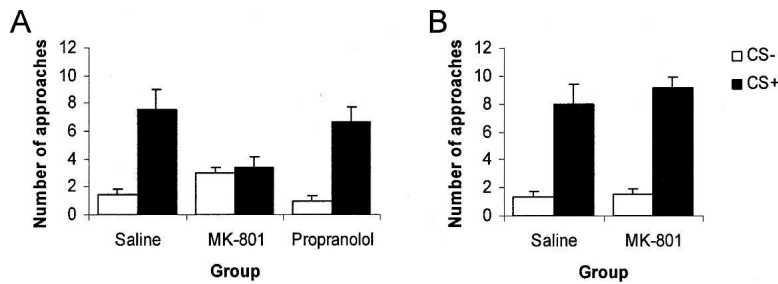 A
Number of approaches
12
10
8
6
4
2
0
Saline MK-801 Propranolol
Group
B
Number of approaches
12
10
8
6
4
2
0
Saline MK-801
Group
CS-
CS+